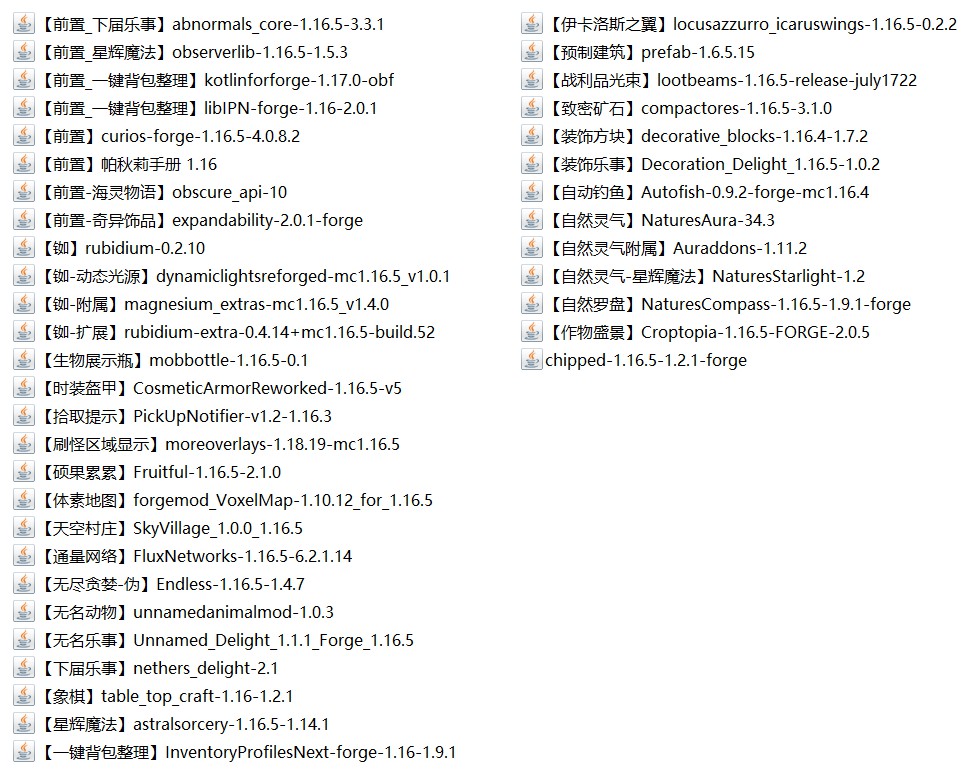 【前置_下届乐事】abnormals_core-1.16.5-3.3.1
【前置_星辉魔法】observerlib-1.16.5-1.5.3
【前置_一键背包整理】kotlinforforge-1.17.0-obf
【前置_一键背包整理】libIPN-forge-1.16-2.0.1
【前置】curios-forge-1.16.5-4.0.8.2
【前置】帕秋莉手册 1.16
【前置-海灵物语】obscure_api-10
【前置-奇异饰品】expandability-2.0.1-forge
【铷】rubidium-0.2.10
【铷-动态光源】dynamiclightsreforged-mc1.16.5_v1.0.1
【铷-附属】magnesium_extras-mc1.16.5_v1.4.0
【铷-扩展】rubidium-extra-0.4.14+mc1.16.5-build.52
【生物展示瓶】mobbottle-1.16.5-0.1
【时装盔甲】CosmeticArmorReworked-1.16.5-v5
【拾取提示】PickUpNotifier-v1.2-1.16.3
【刷怪区域显示】moreoverlays-1.18.19-mc1.16.5
【硕果累累】Fruitful-1.16.5-2.1.0
【体素地图】forgemod_VoxelMap-1.10.12_for_1.16.5
【天空村庄】SkyVillage_1.0.0_1.16.5
【通量网络】FluxNetworks-1.16.5-6.2.1.14
【无尽贪婪-伪】Endless-1.16.5-1.4.7
【无名动物】unnamedanimalmod-1.0.3
【无名乐事】Unnamed_Delight_1.1.1_Forge_1.16.5
【下届乐事】nethers_delight-2.1
【象棋】table_top_craft-1.16-1.2.1
【星辉魔法】astralsorcery-1.16.5-1.14.1
【一键背包整理】InventoryProfilesNext-forge-1.16-1.9.1
【伊卡洛斯之翼】locusazzurro_icaruswings-1.16.5-0.2.2
【预制建筑】prefab-1.6.5.15
【战利品光束】lootbeams-1.16.5-release-july1722
【致密矿石】compactores-1.16.5-3.1.0
【装饰方块】decorative_blocks-1.16.4-1.7.2
【装饰乐事】Decoration_Delight_1.16.5-1.0.2
【自动钓鱼】Autofish-0.9.2-forge-mc1.16.4
【自然灵气】NaturesAura-34.3
【自然灵气附属】Auraddons-1.11.2
【自然灵气-星辉魔法】NaturesStarlight-1.2
【自然罗盘】NaturesCompass-1.16.5-1.9.1-forge
【作物盛景】Croptopia-1.16.5-FORGE-2.0.5
chipped-1.16.5-1.2.1-forge